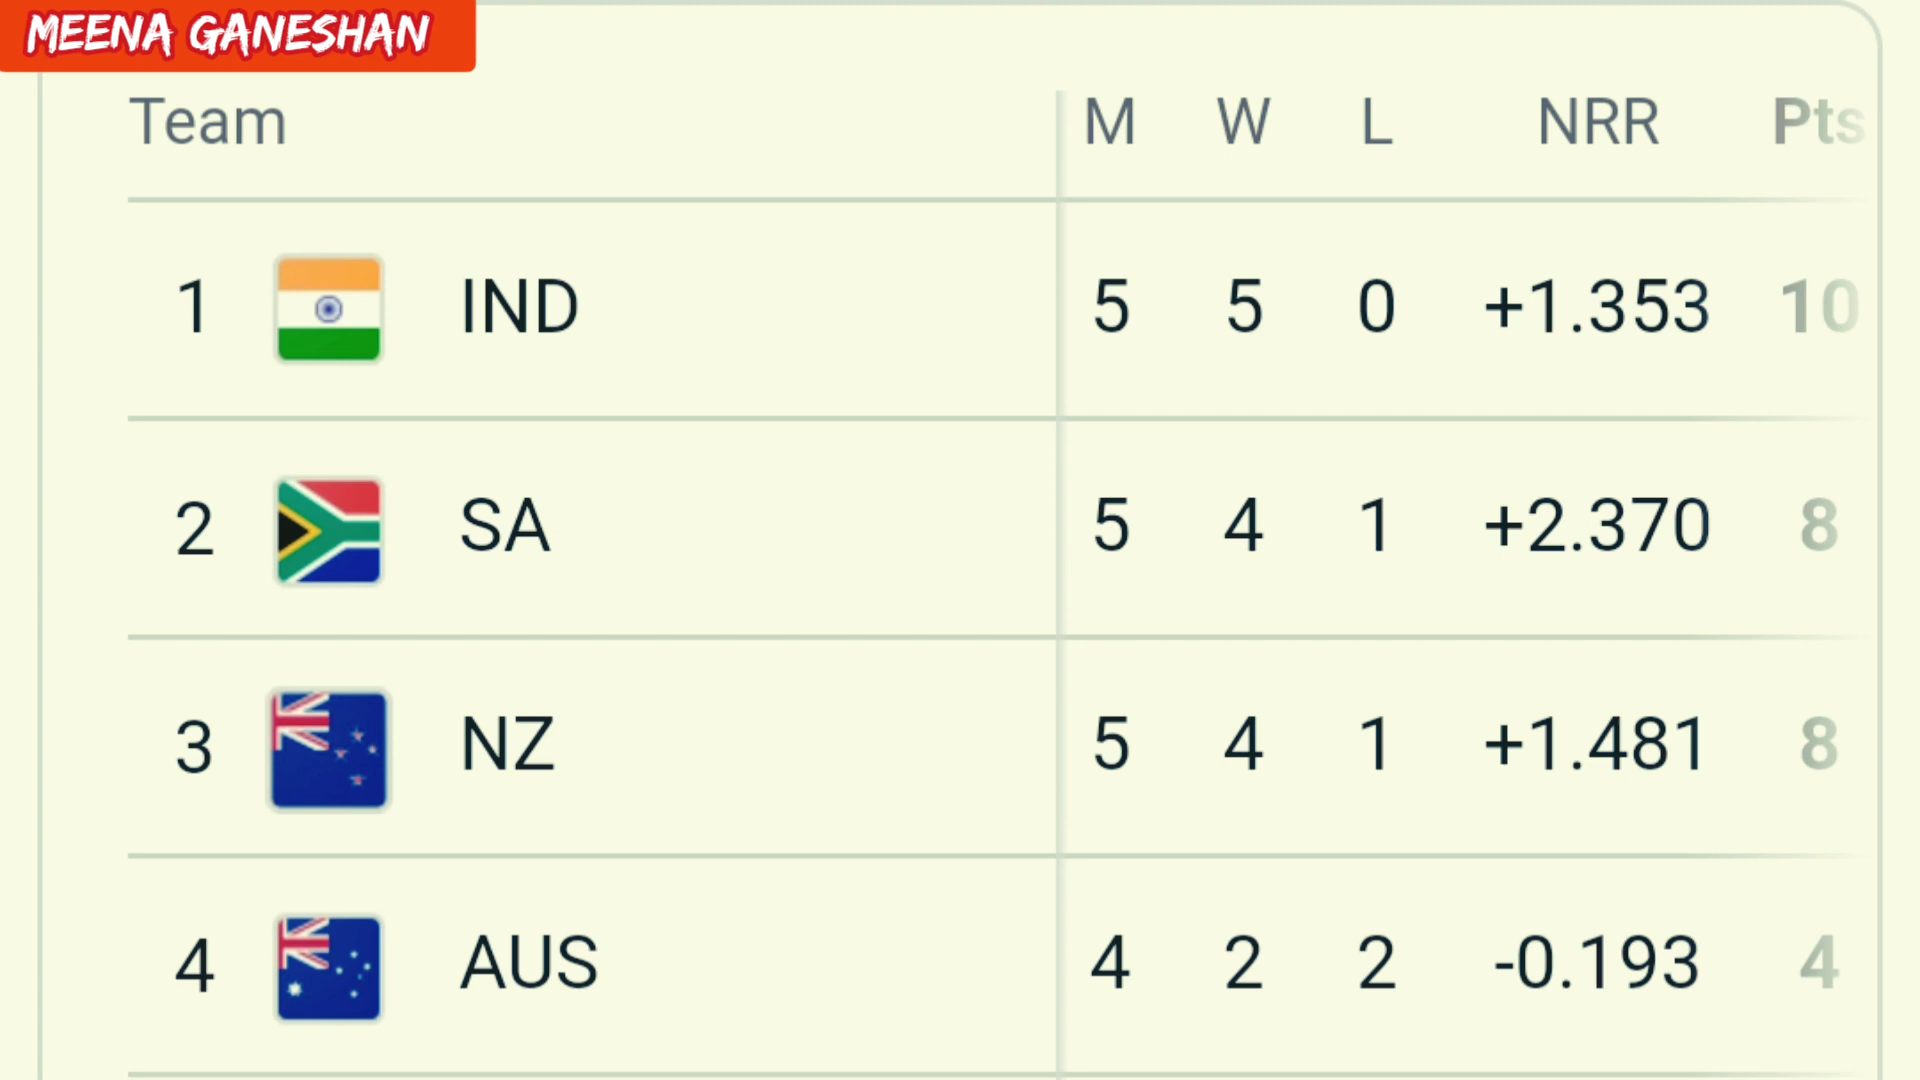 MEENA GANESHAN
Team M W L NRR Pts
1 IND 5 5 0 +1.353 10
2 SA 5 4 1 +2.370 8
3 NZ 5 4 1 +1.481 8
4 AUS 4 2 2 -0.193 4